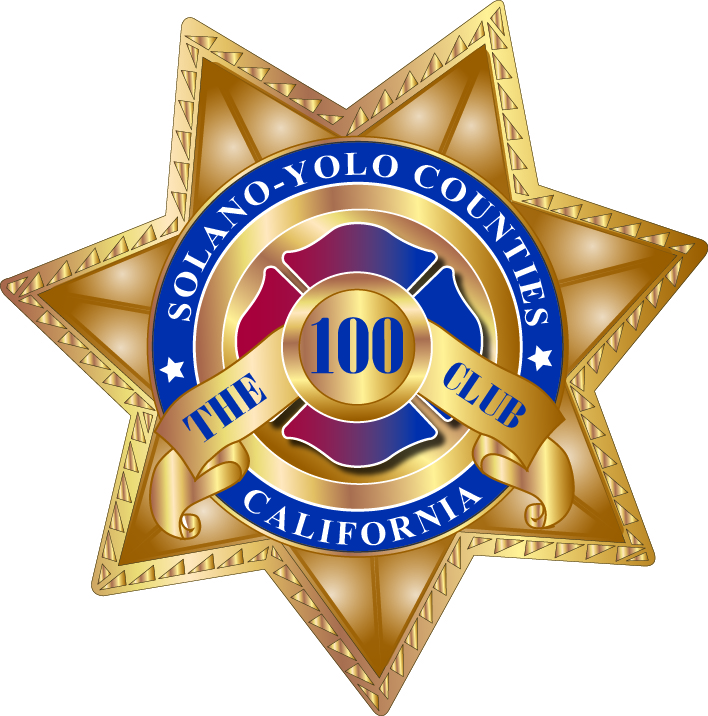 SOLANO-YOLO COUNTIES
THE 100 CLUB
CALIFORNIA